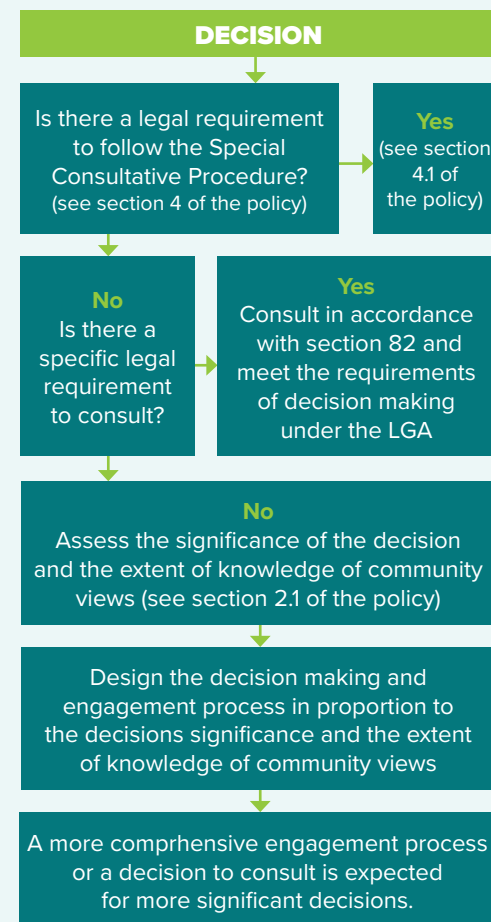 DECISION
Is there a legal requirement
to follow the Special
Consultative Procedure?
(see section 4 of the policy)
Yes
(see section
4.1 of
the policy)
No
Is there a
specific legal
requirement
to consult?
Yes
Consult in accordance
with section 82 and
meet the requirements
of decision making
under the LGA
No
Assess the significance of the decision
and the extent of knowledge of community
views (see section 2.1 of the policy)
Design the decision making and
engagement process in proportion to
the decisions significance and the extent
of knowledge of community views
A more comprhensive engagement process
or a decision to consult is expected
for more significant decisions.